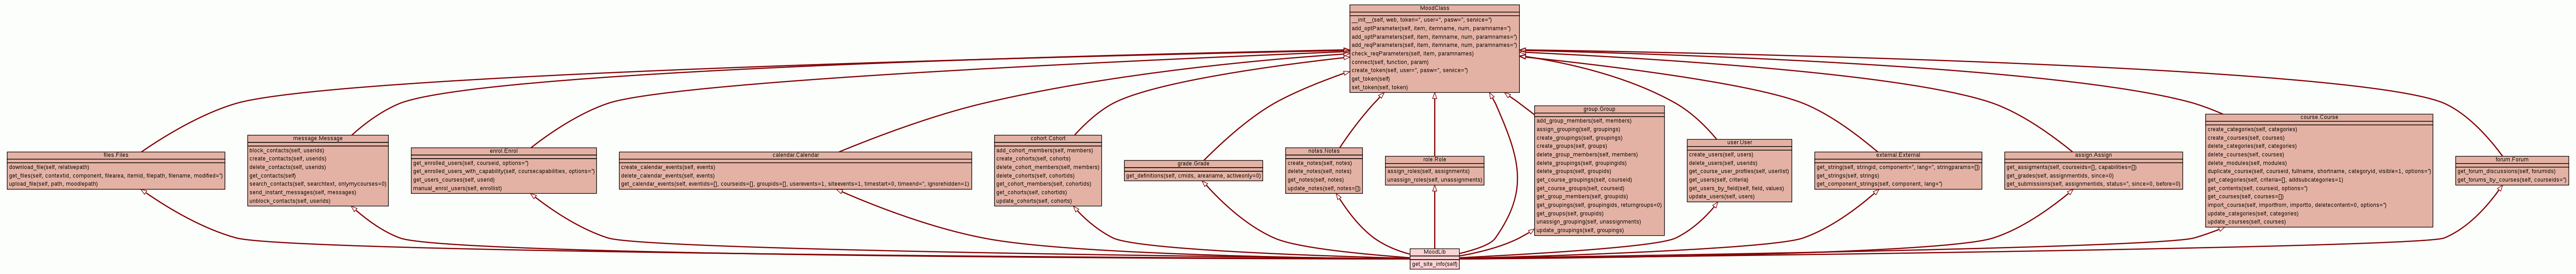 MoodClass
__init__(self, web, token='', user='', pasw='', service='')
add_optParameter(self, item, itemname, num, paramname='')
add_optParameters(self, item, itemname, num, paramnames='')
add_reqParameters(self, item, itemname, num, paramnames='')
check_reqParameters(self, item, paramnames)
connect(self, function, param)
create_token(self, user='', pasw='', service='')
get_token(self)
set_token(self, token)
files.Files
download_file(self, relativepath)
get_files(self, contextid, component, filearea, itemid, filepath, filename, modified='')
upload_file(self, path, moodlepath)
message.Message
block_contacts(self, userids)
create_contacts(self, userids)
delete_contacts(self, userids)
get_contacts(self)
search_contacts(self, searchtext, onlymycourses=0)
send_instant_messages(self, messages)
unblock_contacts(self, userids)
enrol.Enrol
get_enrolled_users(self, courseid, options='')
get_enrolled_users_with_capability(self, coursecapabilities, options='')
get_users_courses(self, userid)
manual_enrol_users(self, enrollist)
calendar.Calendar
create_calendar_events(self, events)
delete_calendar_events(self, events)
get_calendar_events(self, eventids=[], courseids=[], groupids=[], userevents=1, siteevents=1, timestart=0, timeend='', ignorehiden=1)
cohort.Cohort
add_cohort_members(self, members)
create_cohorts(self, cohorts)
delete_cohort_members(self, members)
delete_cohorts(self, cohorts)
get_cohort_members(self, cohortids)
get_cohorts(self, cohortids)
update_cohorts(self, cohorts)
grade.Grade
get_definitions(self, cmids, areaname, activeonly=0)
notes.Notes
create_notes(self, notes)
delete_notes(self, notes)
get_notes(self, notes)
update_notes(self, notes=[])
role.Role
assign_roles(self, assignments)
unassign_roles(self, unassignments)
group.Group
add_group_members(self, members)
assign_grouping(self, groupings)
create_groupings(self, groupings)
create_groups(self, groups)
delete_group_members(self, members)
delete_groupings(self, groupingids)
delete_groups(self, groupids)
get_course_groupings(self, courseid)
get_course_groups(self, courseid)
get_group_members(self, groupids)
get_groupings(self, groupingids, returngroups=0)
get_groups(self, groupids)
unassign_grouping(self, unassignments)
update_groupings(self, groupings)
user.User
create_users(self, users)
delete_users(self, userids)
get_course_user_profiles(self, userlist)
get_users(self, criteria)
get_users_by_field(self, field, values)
update_users(self, users)
external.External
get_string(self, stringid, component='', lang='', stringparams=[])
get_strings(self, strings)
get_component_strings(self, component, lang='')
assign.Assign
get_assigments(self, courseids=[], capabilities=[])
get_grades(self, assignmentids, since=0)
get_submissions(self, assignmentids, status='', since=0, before=0)
course.Course
create_categories(self, categories)
create_courses(self, courses)
delete_categories(self, categories)
delete_courses(self, courses)
delete_modules(self, modules)
duplicate_course(self, courseid, fullname, shortname, categoryid, visible=1, options='')
get_categories(self, criteria=[], addsubcategories=1)
get_contents(self, courseid, options='')
get_courses(self, courses=[])
import_course(self, importfrom, importto, deletecontent=0, options='')
update_categories(self, categories)
update_courses(self, courses)
forum.Forum
get_forum_discussions(self, forumids)
get_forums_by_courses(self, courseids='')
MoodLib
get_site_info(self)